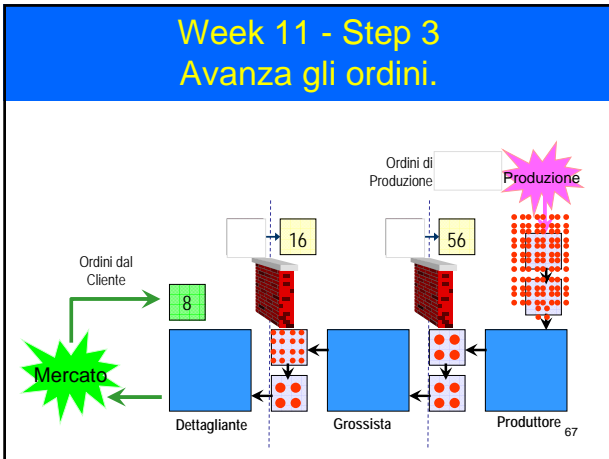 Week 11 - Step 3
Avanza gli ordini.
Ordini di
Produzione
Produzione
16
56
Ordini dal
Cliente
8
Mercato
Dettagliante
Grossista
Produttore
67